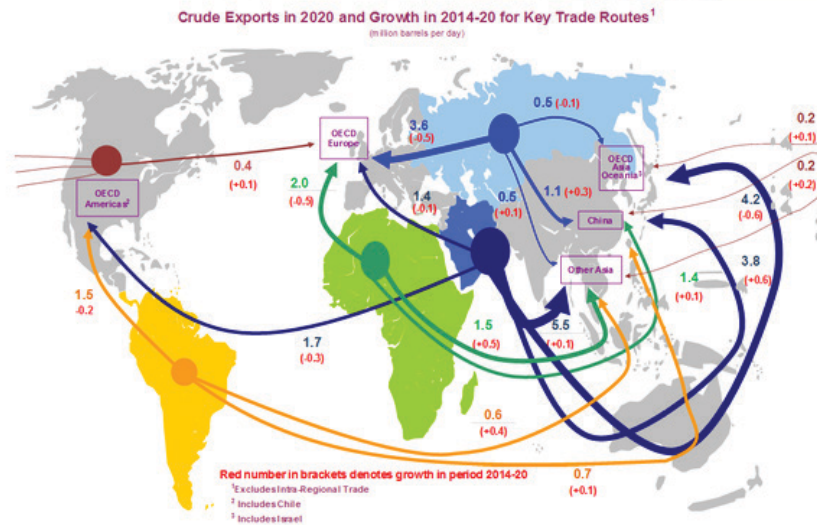 Crude Exports in 2020 and Growth in 2014-20 for Key Trade Routes¹
(million barrels per day)
0.5 (-0.1)
0.2
(+0.1)
OECD
Europe
3.6
(-0.5)
OECD
Asia
Oceania³
0.2
(+0.2)
0.4
(+0.1)
OECD
Americas²
2.0
(-0.5)
1.4
(-0.1)
0.5
(+0.1)
1.1 (+0.3)
4.2
(-0.6)
China
3.8
(+0.6)
Other Asia
1.4
(+0.1)
1.5
-0.2
1.7
(-0.3)
1.5
(+0.5)
5.5
(+0.1)
0.6
(+0.4)
0.7
(+0.1)
Red number in brackets denotes growth in period 2014-20
¹Excludes Intra-Regional Trade
² Includes Chile
³ Includes Israel